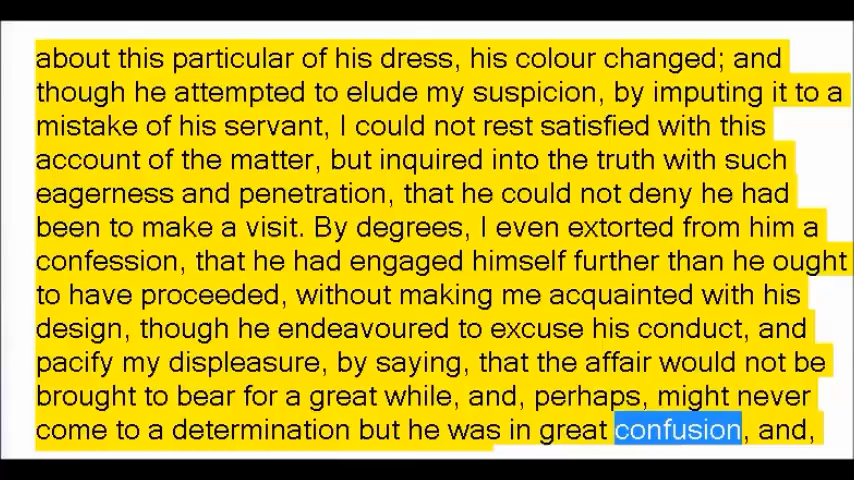 about this particular of his dress, his colour changed; and
though he attempted to elude my suspicion, by imputing it to a
mistake of his servant, I could not rest satisfied with this
account of the matter, but inquired into the truth with such
eagerness and penetration, that he could not deny he had
been to make a visit. By degrees, I even extorted from him a
confession, that he had engaged himself further than he ought
to have proceeded, without making me acquainted with his
design, though he endeavoured to excuse his conduct, and
pacify my displeasure, by saying, that the affair would not be
brought to bear for a great while, and, perhaps, might never
come to a determination but he was in great confusion, and,